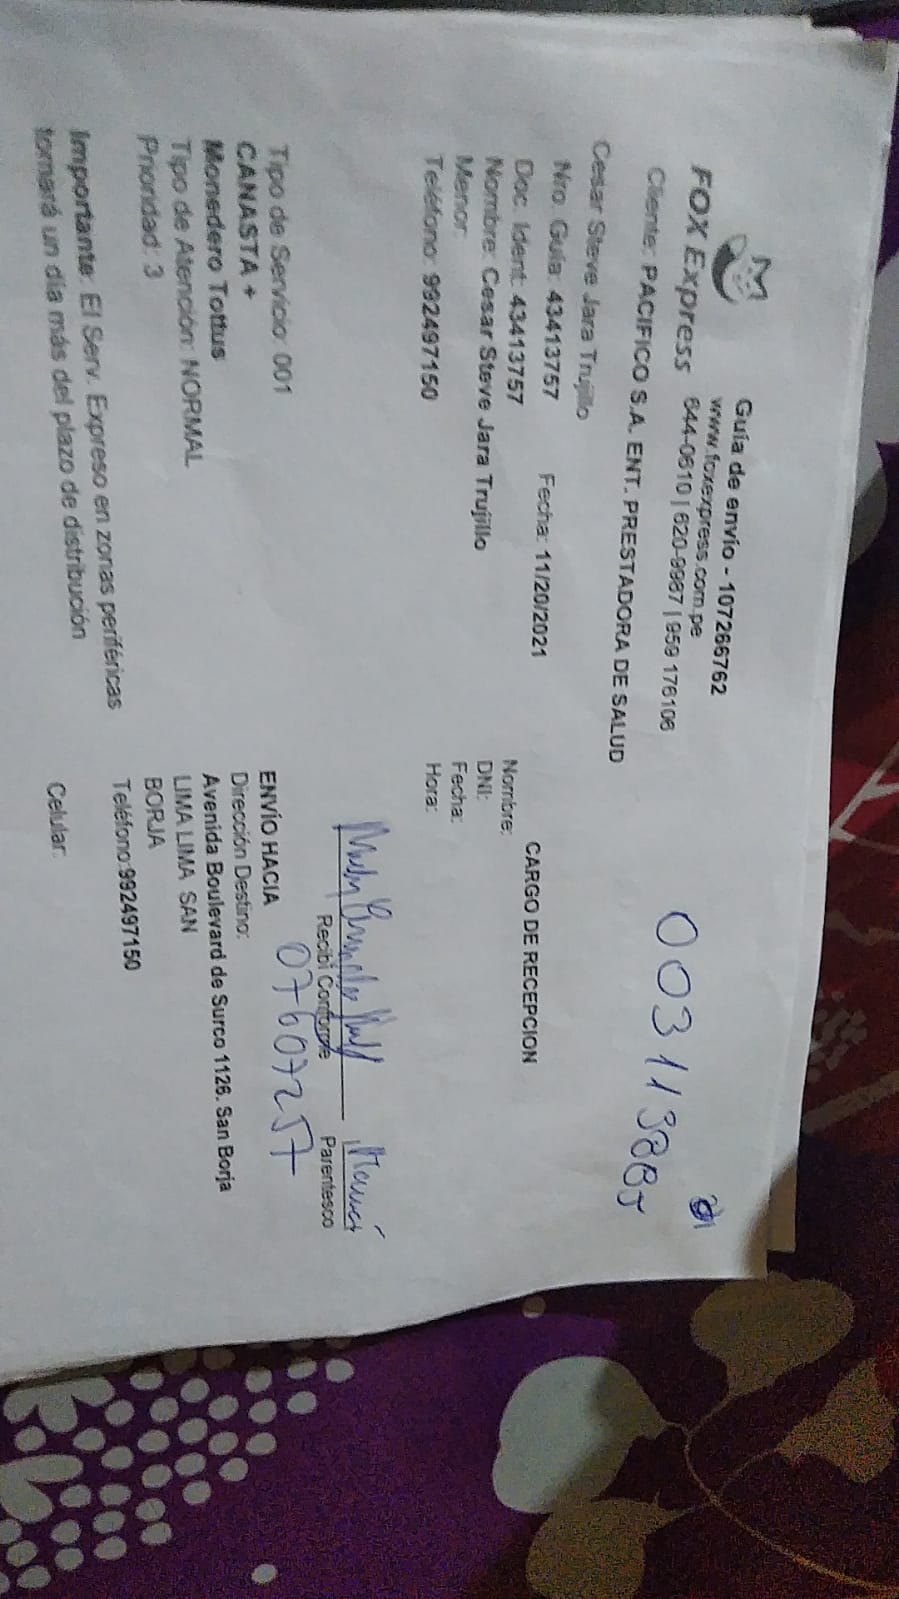 Guía de envío - 107266762
www.foxexpress.com.pe
FOX Express 644-0610 | 620-9987 | 959 176106
Cliente: PACIFICO S.A. ENT. PRESTADORA DE SALUD
Cesar Steve Jara Trujillo
Nro. Guía: 43413757 Fecha: 11/20/2021
Doc. Ident: 43413757
Nombre: Cesar Steve Jara Trujillo
Menor:
Teléfono: 992497150
Tipo de Servicio: 001
CANASTA +
Monedero Tottus
Tipo de Atención: NORMAL
Prioridad: 3
Importante: El Serv. Expreso en zonas periféricas
tomará un día más del plazo de distribución
0031138885
CARGO DE RECEPCION
Nombre:
DNI:
Fecha:
Hora:
Mamá
Recibí Conforme Parentesco
07607257
ENVÍO HACIA
Dirección Destino:
Avenida Boulevard de Surco 1126. San Borja
LIMA LIMA SAN
BORJA
Teléfono:992497150
Celular: